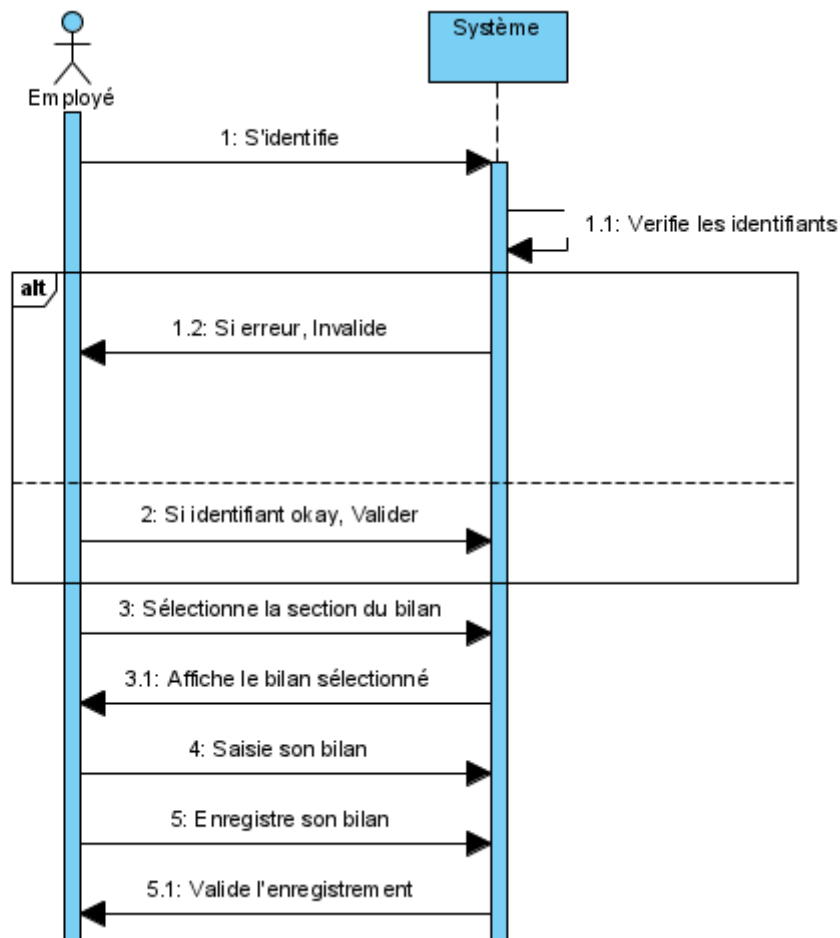 Système
Employé
1: S'identifie
1.1: Verifie les identifiants
alt
1.2: Si erreur, Invalide
2: Si identifiant okay, Valider
3: Sélectionne la section du bilan
3.1: Affiche le bilan sélectionné
4: Saisie son bilan
5: Enregistre son bilan
5.1: Valide l'enregistrement